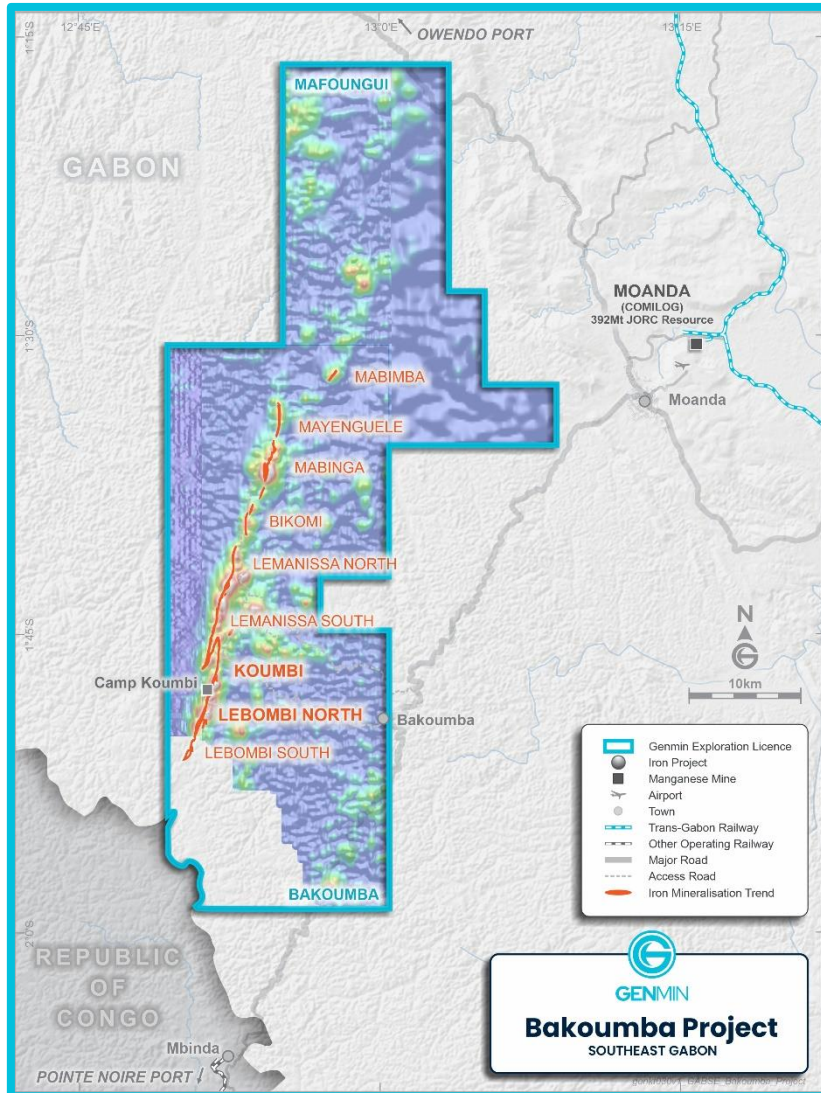 12°45'E
13°0'E
13°15'E
1°15'S
OWENDO PORT
MAFOUNGUI
GABON
MOANDA
(COMILOG)
392Mt JORC Resource
1°30'S
MABIMBA
Moanda
MAYENGUELE
MABINGA
BIKOMI
LEMANISSA NORTH
LEMANISSA SOUTH
1°45'S
N
G
KOUMBI
Camp Koumbi
10km
LEBOMBI NORTH
Bakoumba
LEBOMBI SOUTH
Genmin Exploration Licence
Iron Project
Manganese Mine
Airport
Town
Trans-Gabon Railway
Other Operating Railway
Major Road
Access Road
Iron Mineralisation Trend
BAKOUMBA
2°0'S
REPUBLIC
OF
CONGO
G
GENMIN
Bakoumba Project
SOUTHEAST GABON
Mbinda
POINTE NOIRE PORT